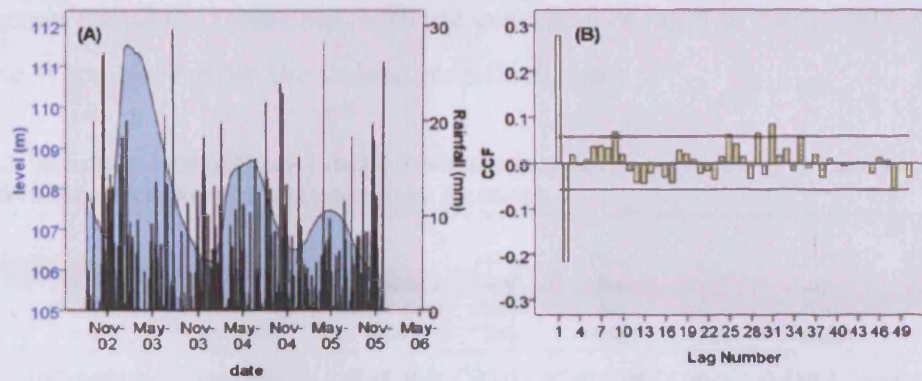 (A)
level (m)
112
111
110
109
108
107
106
105
30
20
10
0
Rainfall (ml)
Nov-02 May-03 Nov-03 May-04 Nov-04 May-05 Nov-05 May-06
date
(B)
CCF
0.3
0.2
0.1
0.0
-0.1
-0.2
-0.3
1 4 7 10 13 16 19 22 25 28 31 34 37 40 43 46 49
Lag Number